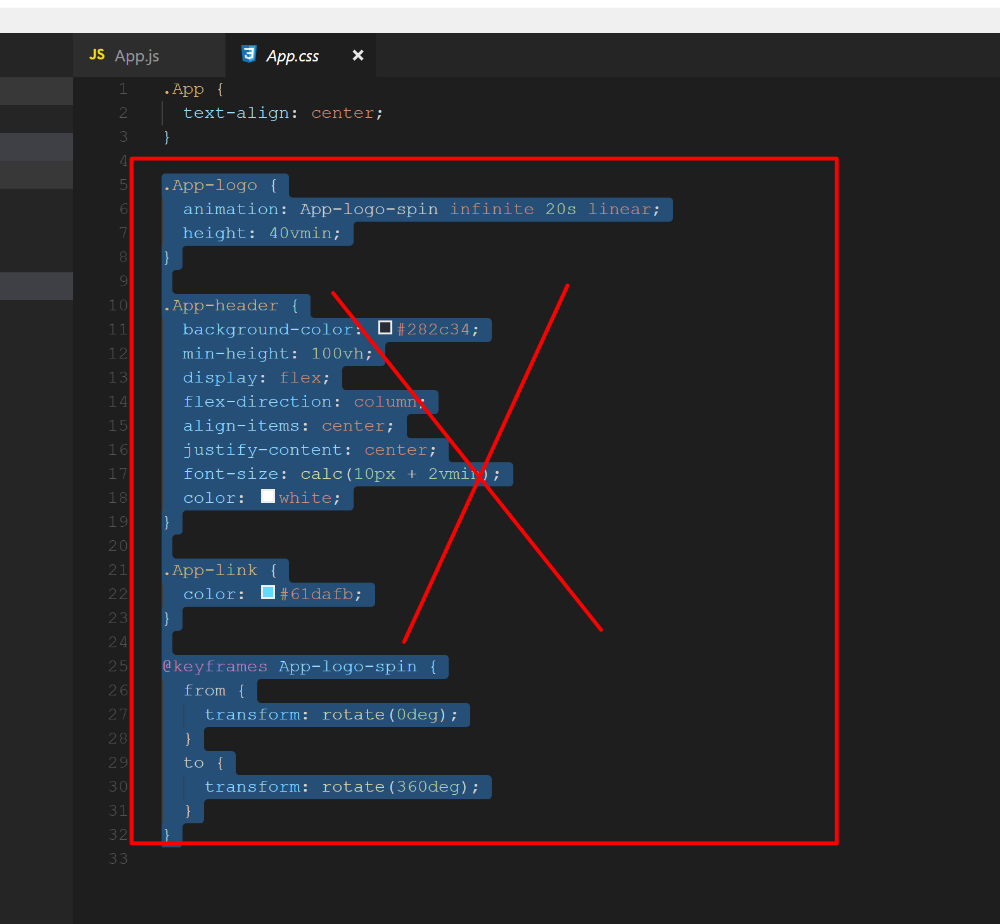 JS App.js
App.css
1 .App {
2 text-align: center;
3 }
4
5 .App-logo {
6 animation: App-logo-spin infinite 20s linear;
7 height: 40vmin;
8 }
9
10 .App-header {
11 background-color: #282c34;
12 min-height: 100vh;
13 display: flex;
14 flex-direction: column;
15 align-items: center;
16 justify-content: center;
17 font-size: calc(10px + 2vmin);
18 color: white;
19 }
20
21 .App-link {
22 color: #61dafb;
23 }
24
25 @keyframes App-logo-spin {
26 from {
27 transform: rotate(0deg);
28 }
29 to {
30 transform: rotate(360deg);
31 }
32 }
33